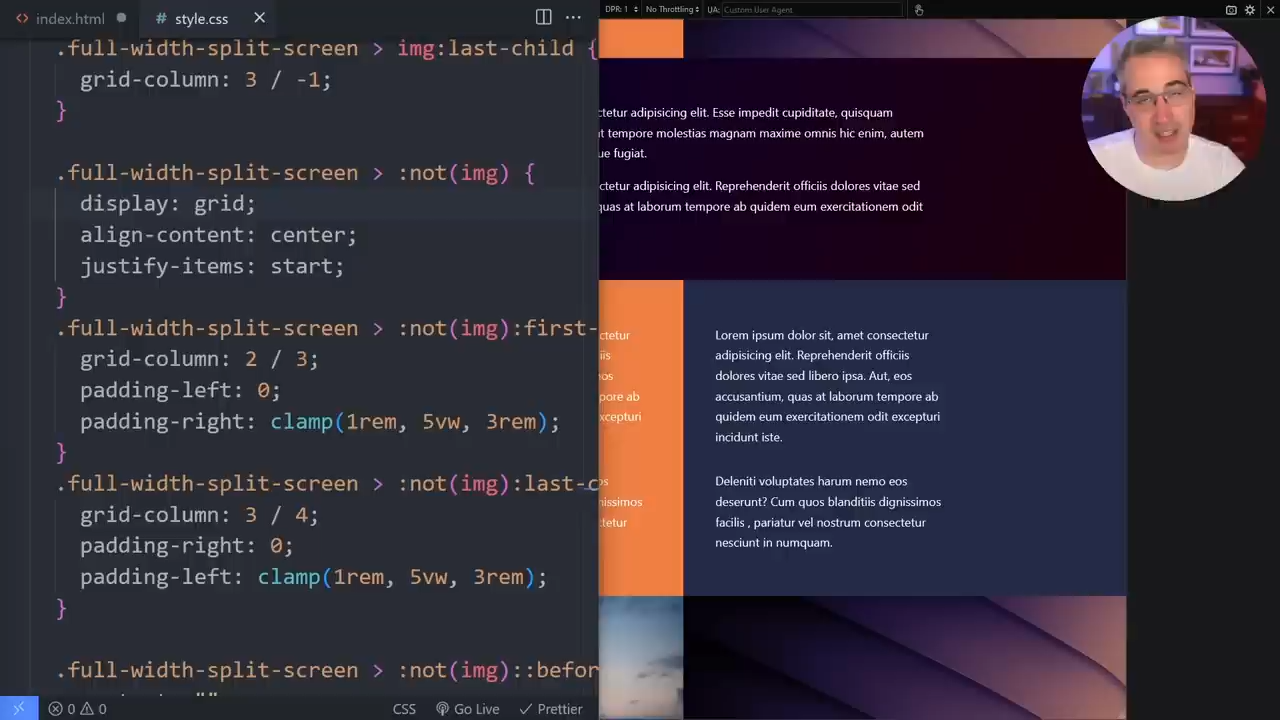 index.html
style.css
.full-width-split-screen > img:last-child {
grid-column: 3 / -1;
}
.full-width-split-screen > :not(img) {
display: grid;
align-content: center;
justify-items: start;
}
.full-width-split-screen > :not(img):first-
grid-column: 2 / 3;
padding-left: 0;
padding-right: clamp(1rem, 5vw, 3rem);
}
.full-width-split-screen > :not(img):last-c
grid-column: 3 / 4;
padding-right: 0;
padding-left: clamp(1rem, 5vw, 3rem);
}
.full-width-split-screen > :not(img)::befor
0 0 CSS Go Live Prettier
DPR: 1 No Throttling UA: Custom User Agent
ctetur adipisicing elit. Esse impedit cupiditate, quisquam
t tempore molestias magnam maxime omnis hic enim, autem
ue fugiat.
ctetur adipisicing elit. Reprehenderit officiis dolores vitae sed
quas at laborum tempore ab quidem eum exercitationem odit
ctetur
iis
nos
pore ab
xcepturi
os
nissimos
ctetur
Lorem ipsum dolor sit, amet consectetur
adipisicing elit. Reprehenderit officiis
dolores vitae sed libero ipsa. Aut, eos
accusantium, quas at laborum tempore ab
quidem eum exercitationem odit excepturi
incidunt iste.
Deleniti voluptates harum nemo eos
deserunt? Cum quos blanditiis dignissimos
facilis , pariatur vel nostrum consectetur
nesciunt in numquam.